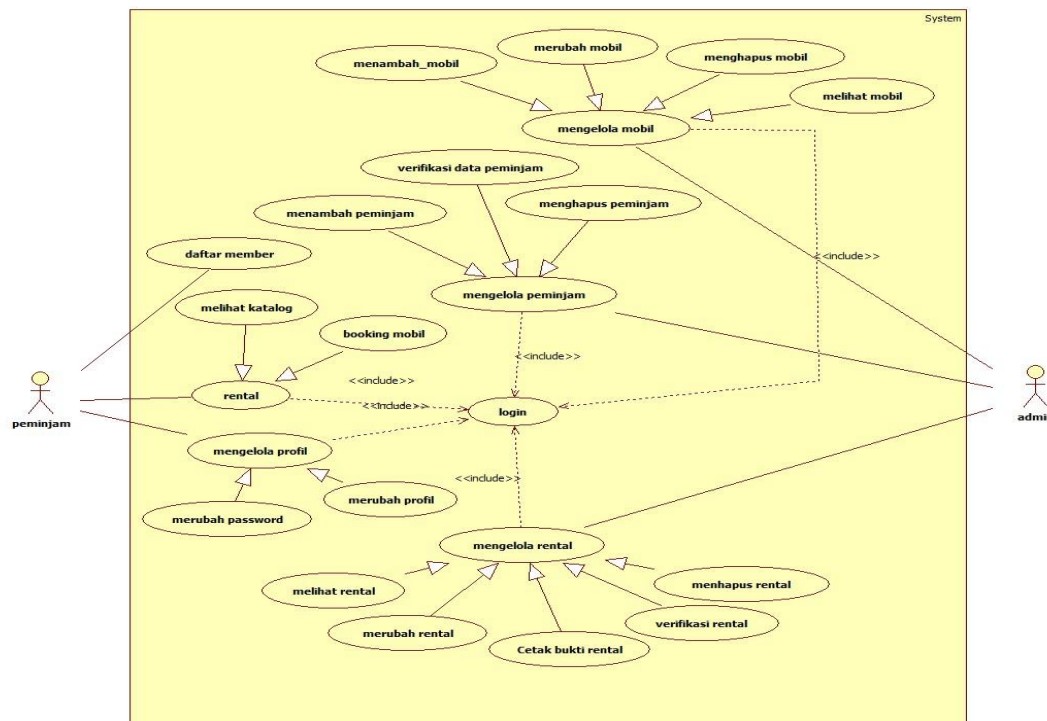 System
merubah mobil
menambah_mobil
menghapus mobil
melihat mobil
mengelola mobil
verifikasi data peminjam
menghapus peminjam
menambah peminjam
daftar member
<<include>>
mengelola peminjam
melihat katalog
booking mobil
<<include>>
<<include>>
rental
<<include>>
login
peminjam
admi
mengelola profil
<<include>>
merubah profil
merubah password
mengelola rental
melihat rental
menhapus rental
verifikasi rental
merubah rental
Cetak bukti rental